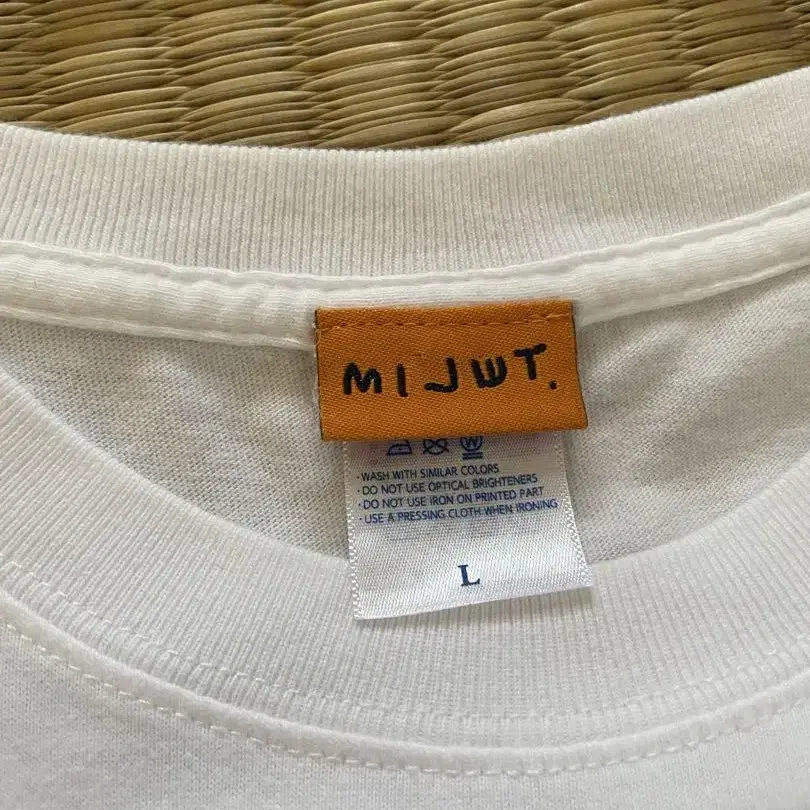 MIJWT.
· WASH WITH SIMILAR COLORS
· DO NOT USE OPTICAL BRIGHTENERS
· DO NOT USE IRON ON PRINTED PART
· USE A PRESSING CLOTH WHEN IRONING
L